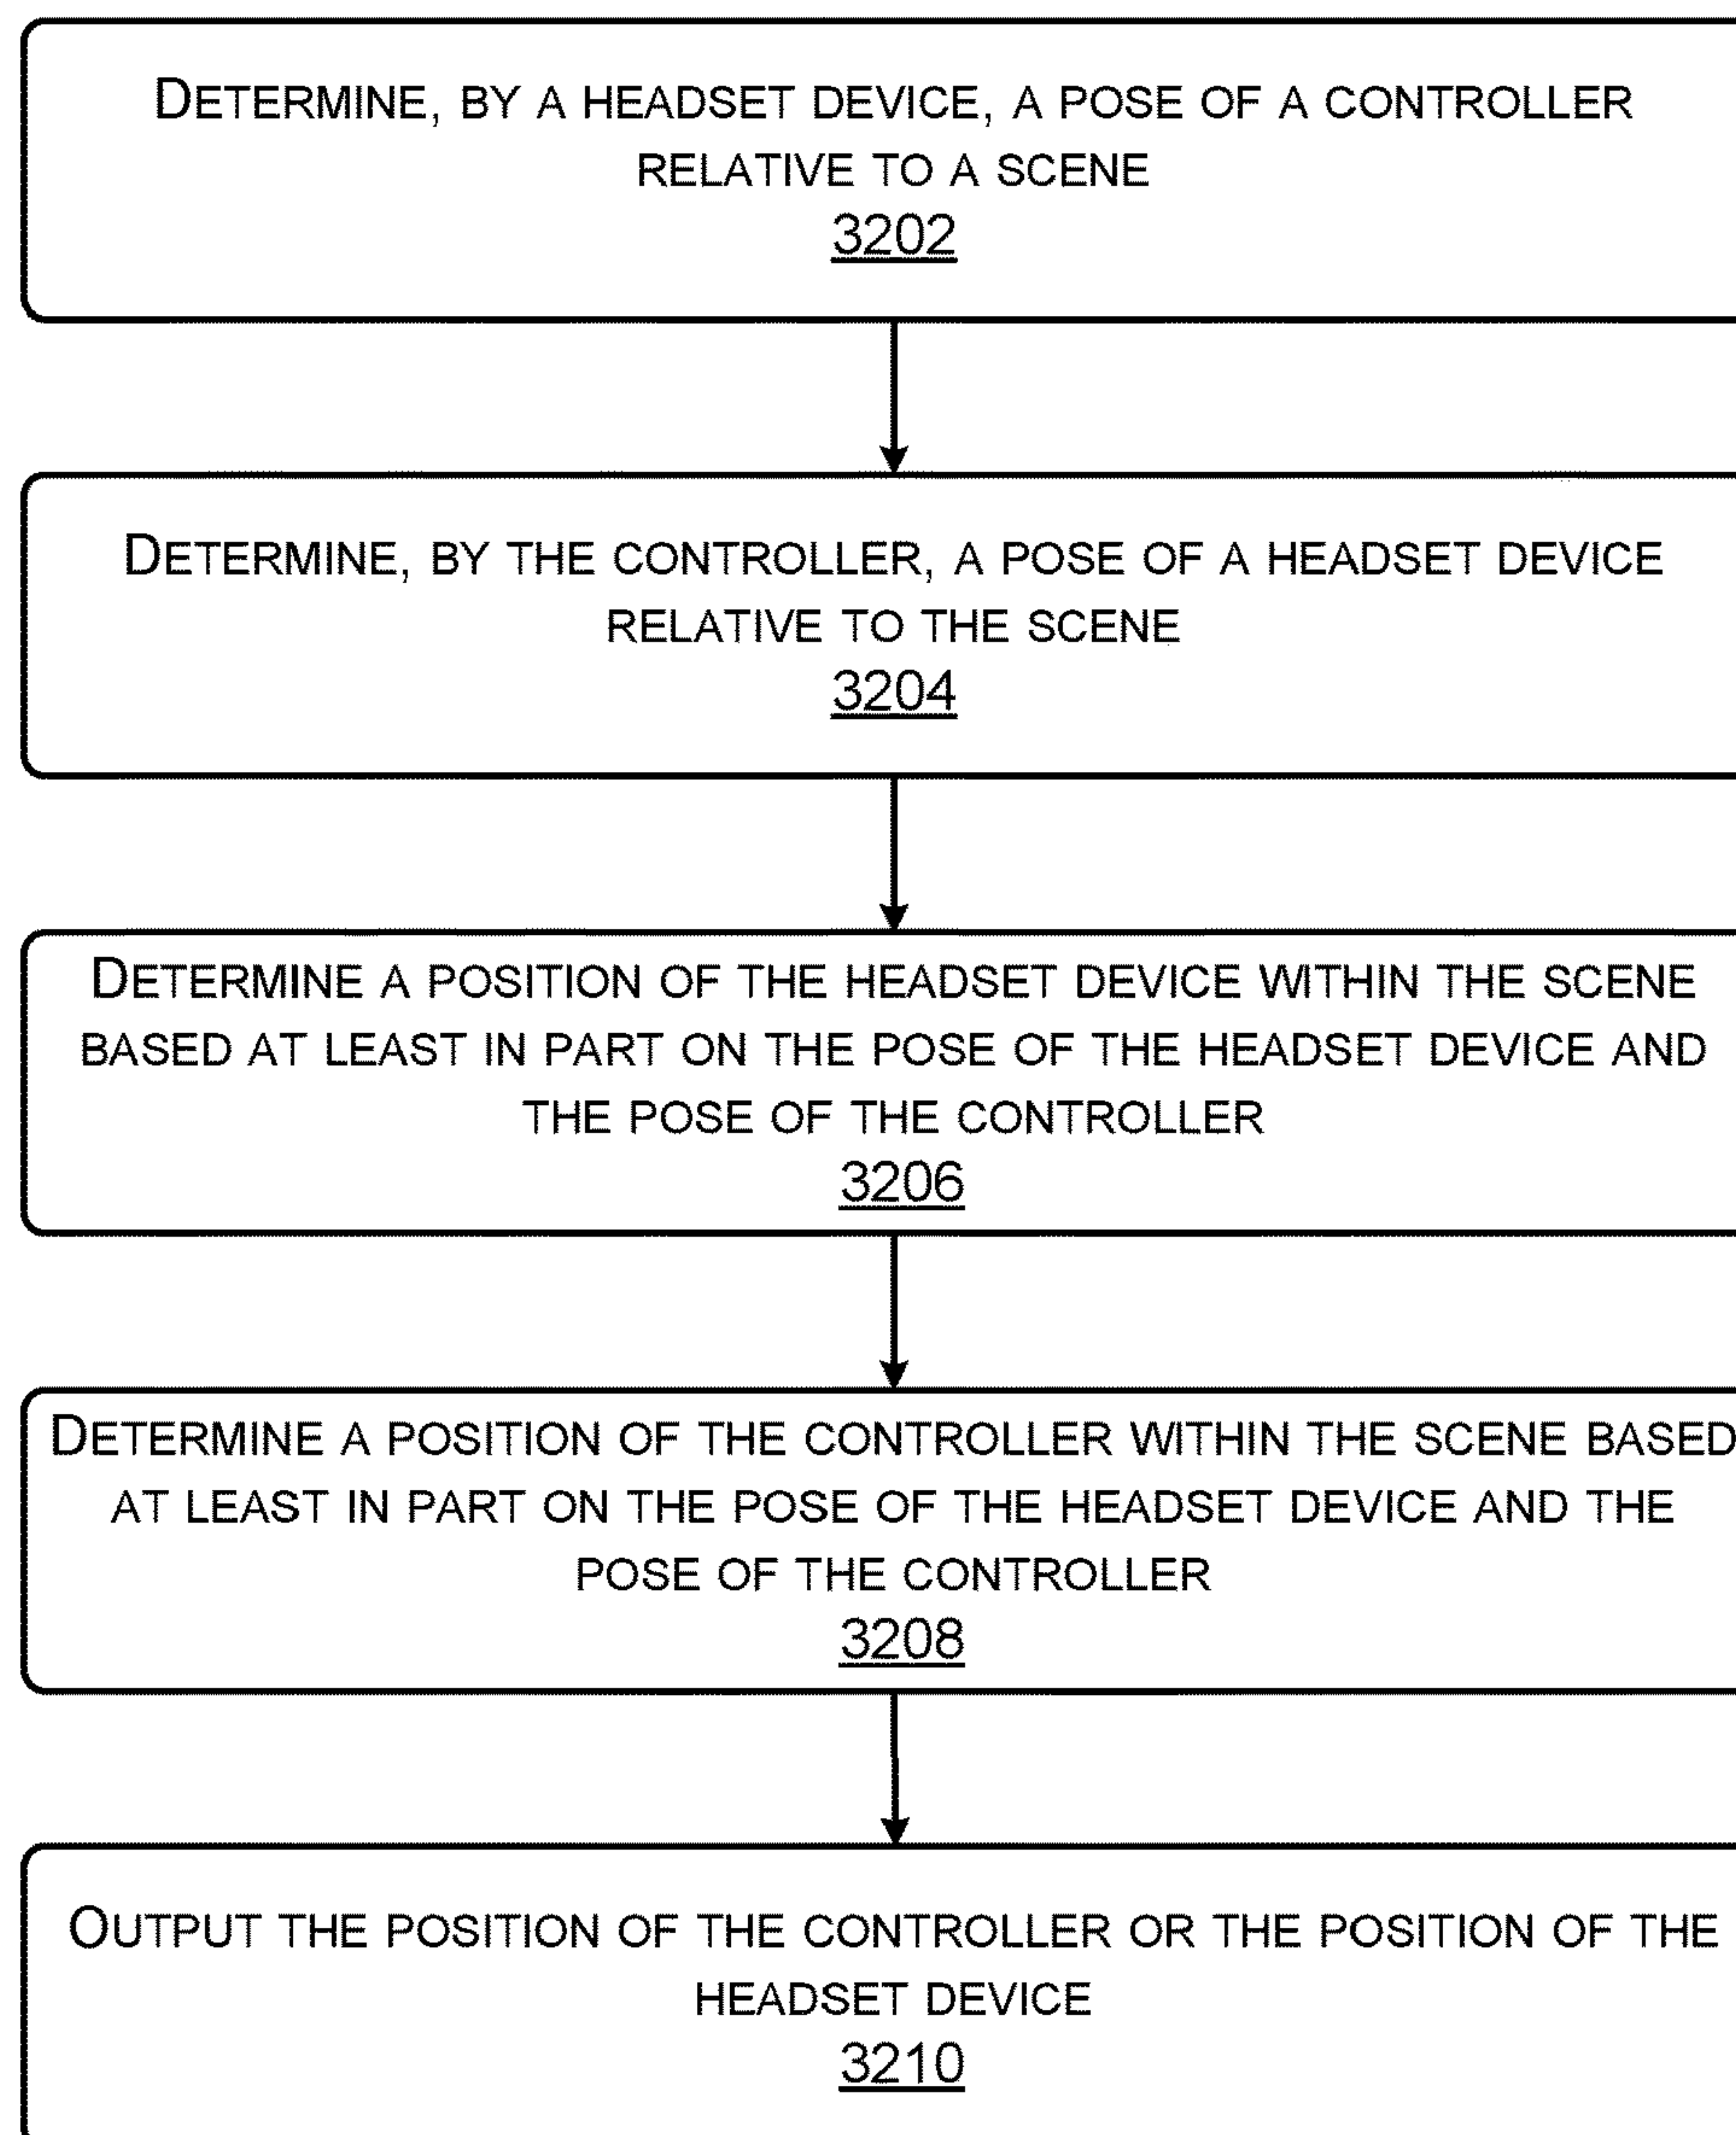 DETERMINE, BY A HEADSET DEVICE, A POSE OF A CONTROLLER
RELATIVE TO A SCENE
3202
DETERMINE, BY THE CONTROLLER, A POSE OF A HEADSET DEVICE
RELATIVE TO THE SCENE
3204
DETERMINE A POSITION OF THE HEADSET DEVICE WITHIN THE SCENE
BASED AT LEAST IN PART ON THE POSE OF THE HEADSET DEVICE AND
THE POSE OF THE CONTROLLER
3206
DETERMINE A POSITION OF THE CONTROLLER WITHIN THE SCENE BASED
AT LEAST IN PART ON THE POSE OF THE HEADSET DEVICE AND THE
POSE OF THE CONTROLLER
3208
OUTPUT THE POSITION OF THE CONTROLLER OR THE POSITION OF THE
HEADSET DEVICE
3210